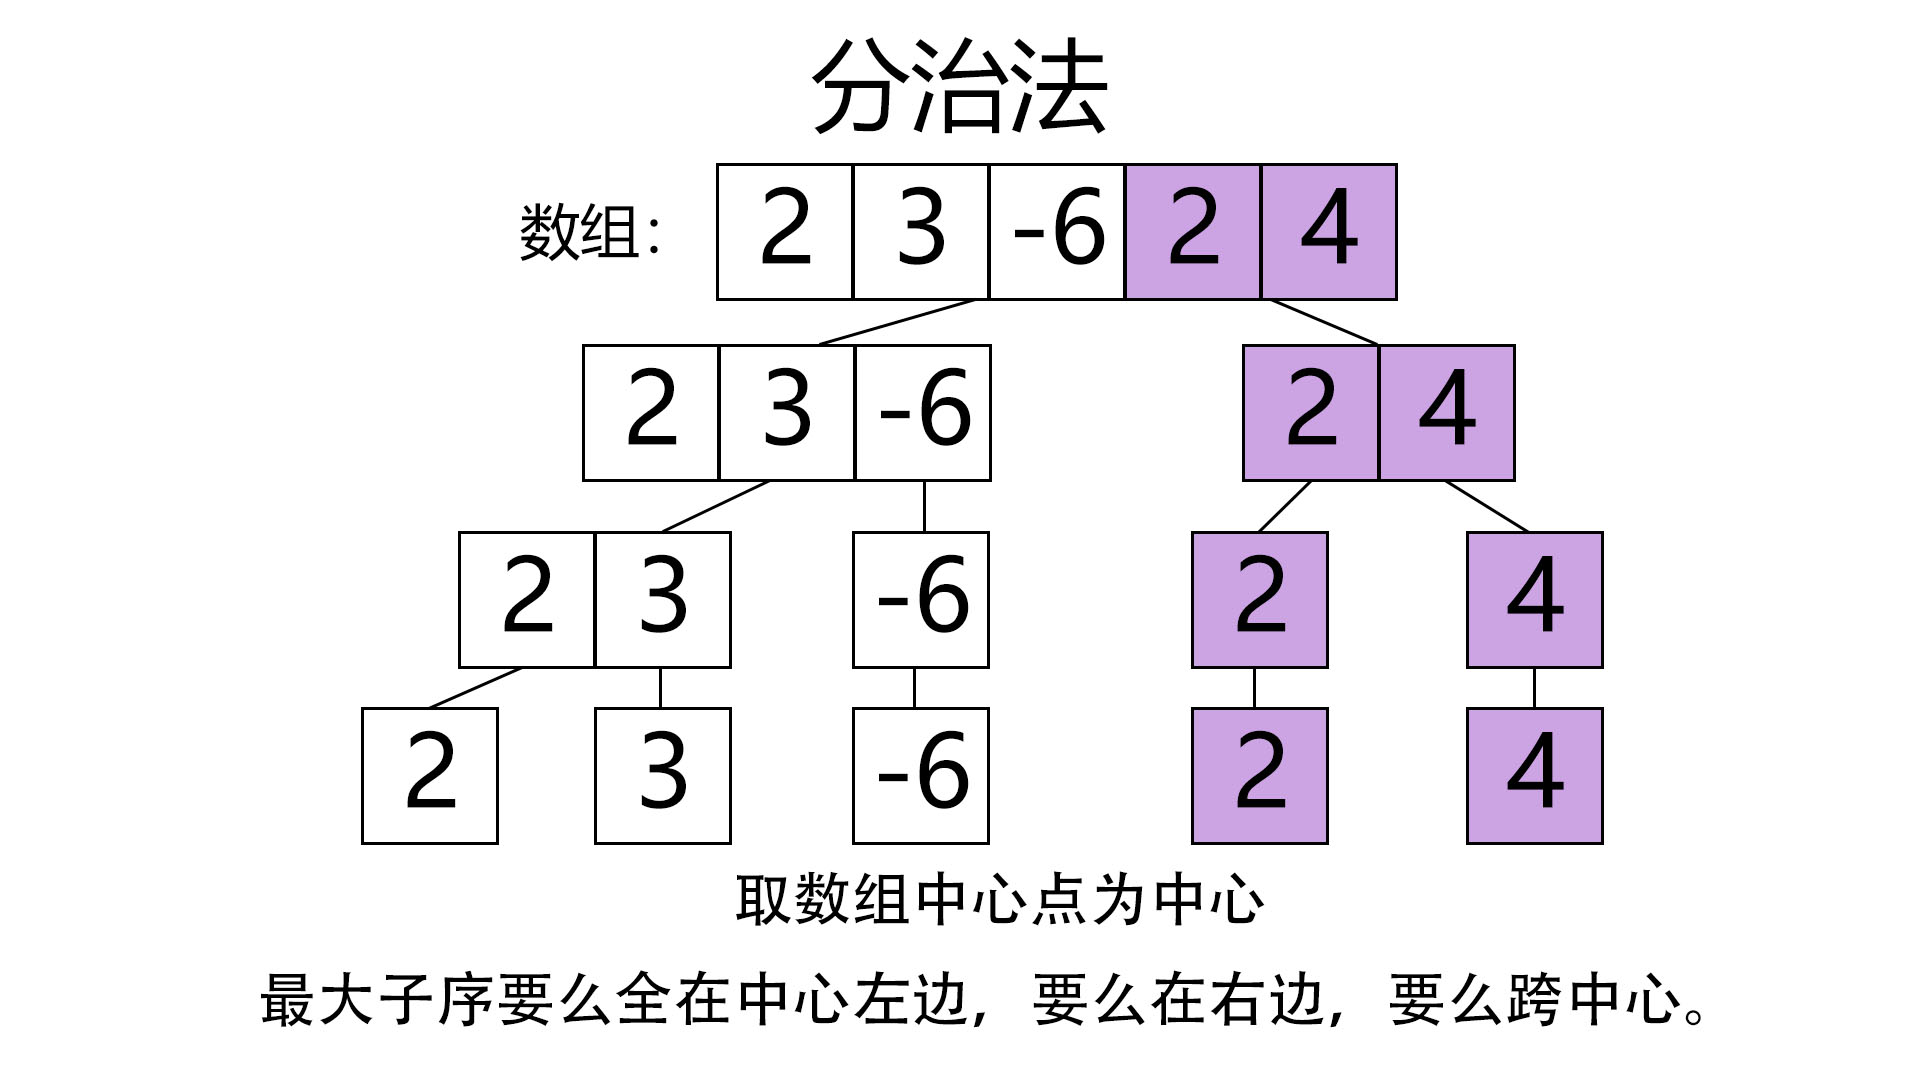 分治法
数组： 2 3 -6 2 4
2 3 -6 2 4
2 3 -6 2 4
2 3 -6 2 4
取数组中心点为中心
最大子序要么全在中心左边，要么在右边，要么跨中心。